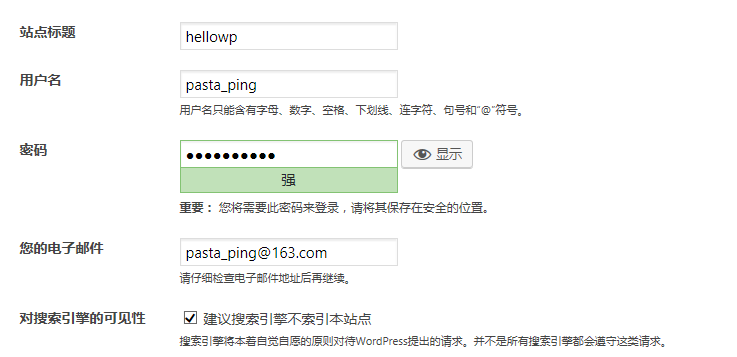 站点标题 hellowp
用户名 pasta_ping
用户名只能含有字母、数字、空格、下划线、连字符、句号和“@”符号。
密码 ●●●●●●●●●● 显示
强
重要： 您将需要此密码来登录，请将其保存在安全的位置。
您的电子邮件 pasta_ping@163.com
请仔细检查电子邮件地址后再继续。
对搜索引擎的可见性 建议搜索引擎不索引本站点
搜索引擎将本着自觉自愿的原则对待WordPress提出的请求。并不是所有搜索引擎都会遵守这类请求。